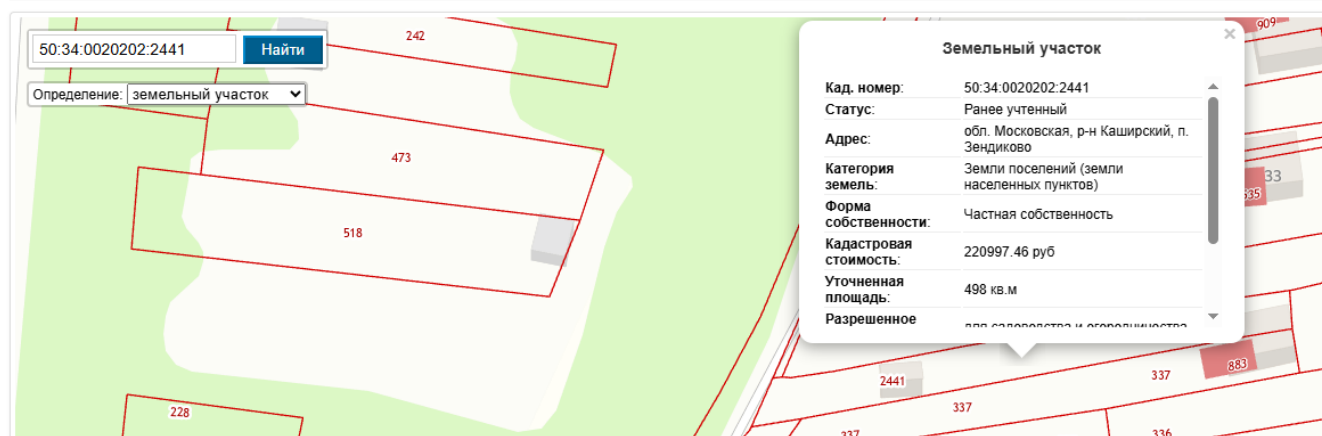 50:34:0020202:2441
Найти
Определение: земельный участок
242
473
518
228
Земельный участок
×
Кад. номер: 50:34:0020202:2441
Статус: Ранее учтенный
Адрес: обл. Московская, р-н Каширский, п.
Зендиково
Категория
земель:
Земли поселений (земли
населенных пунктов)
Форма
собственности:
Частная собственность
Кадастровая
стоимость:
220997.46 руб
Уточненная
площадь:
498 кв.м
Разрешенное
для садоводства и огородничества
909
33
535
883
2441
337
337
337
336